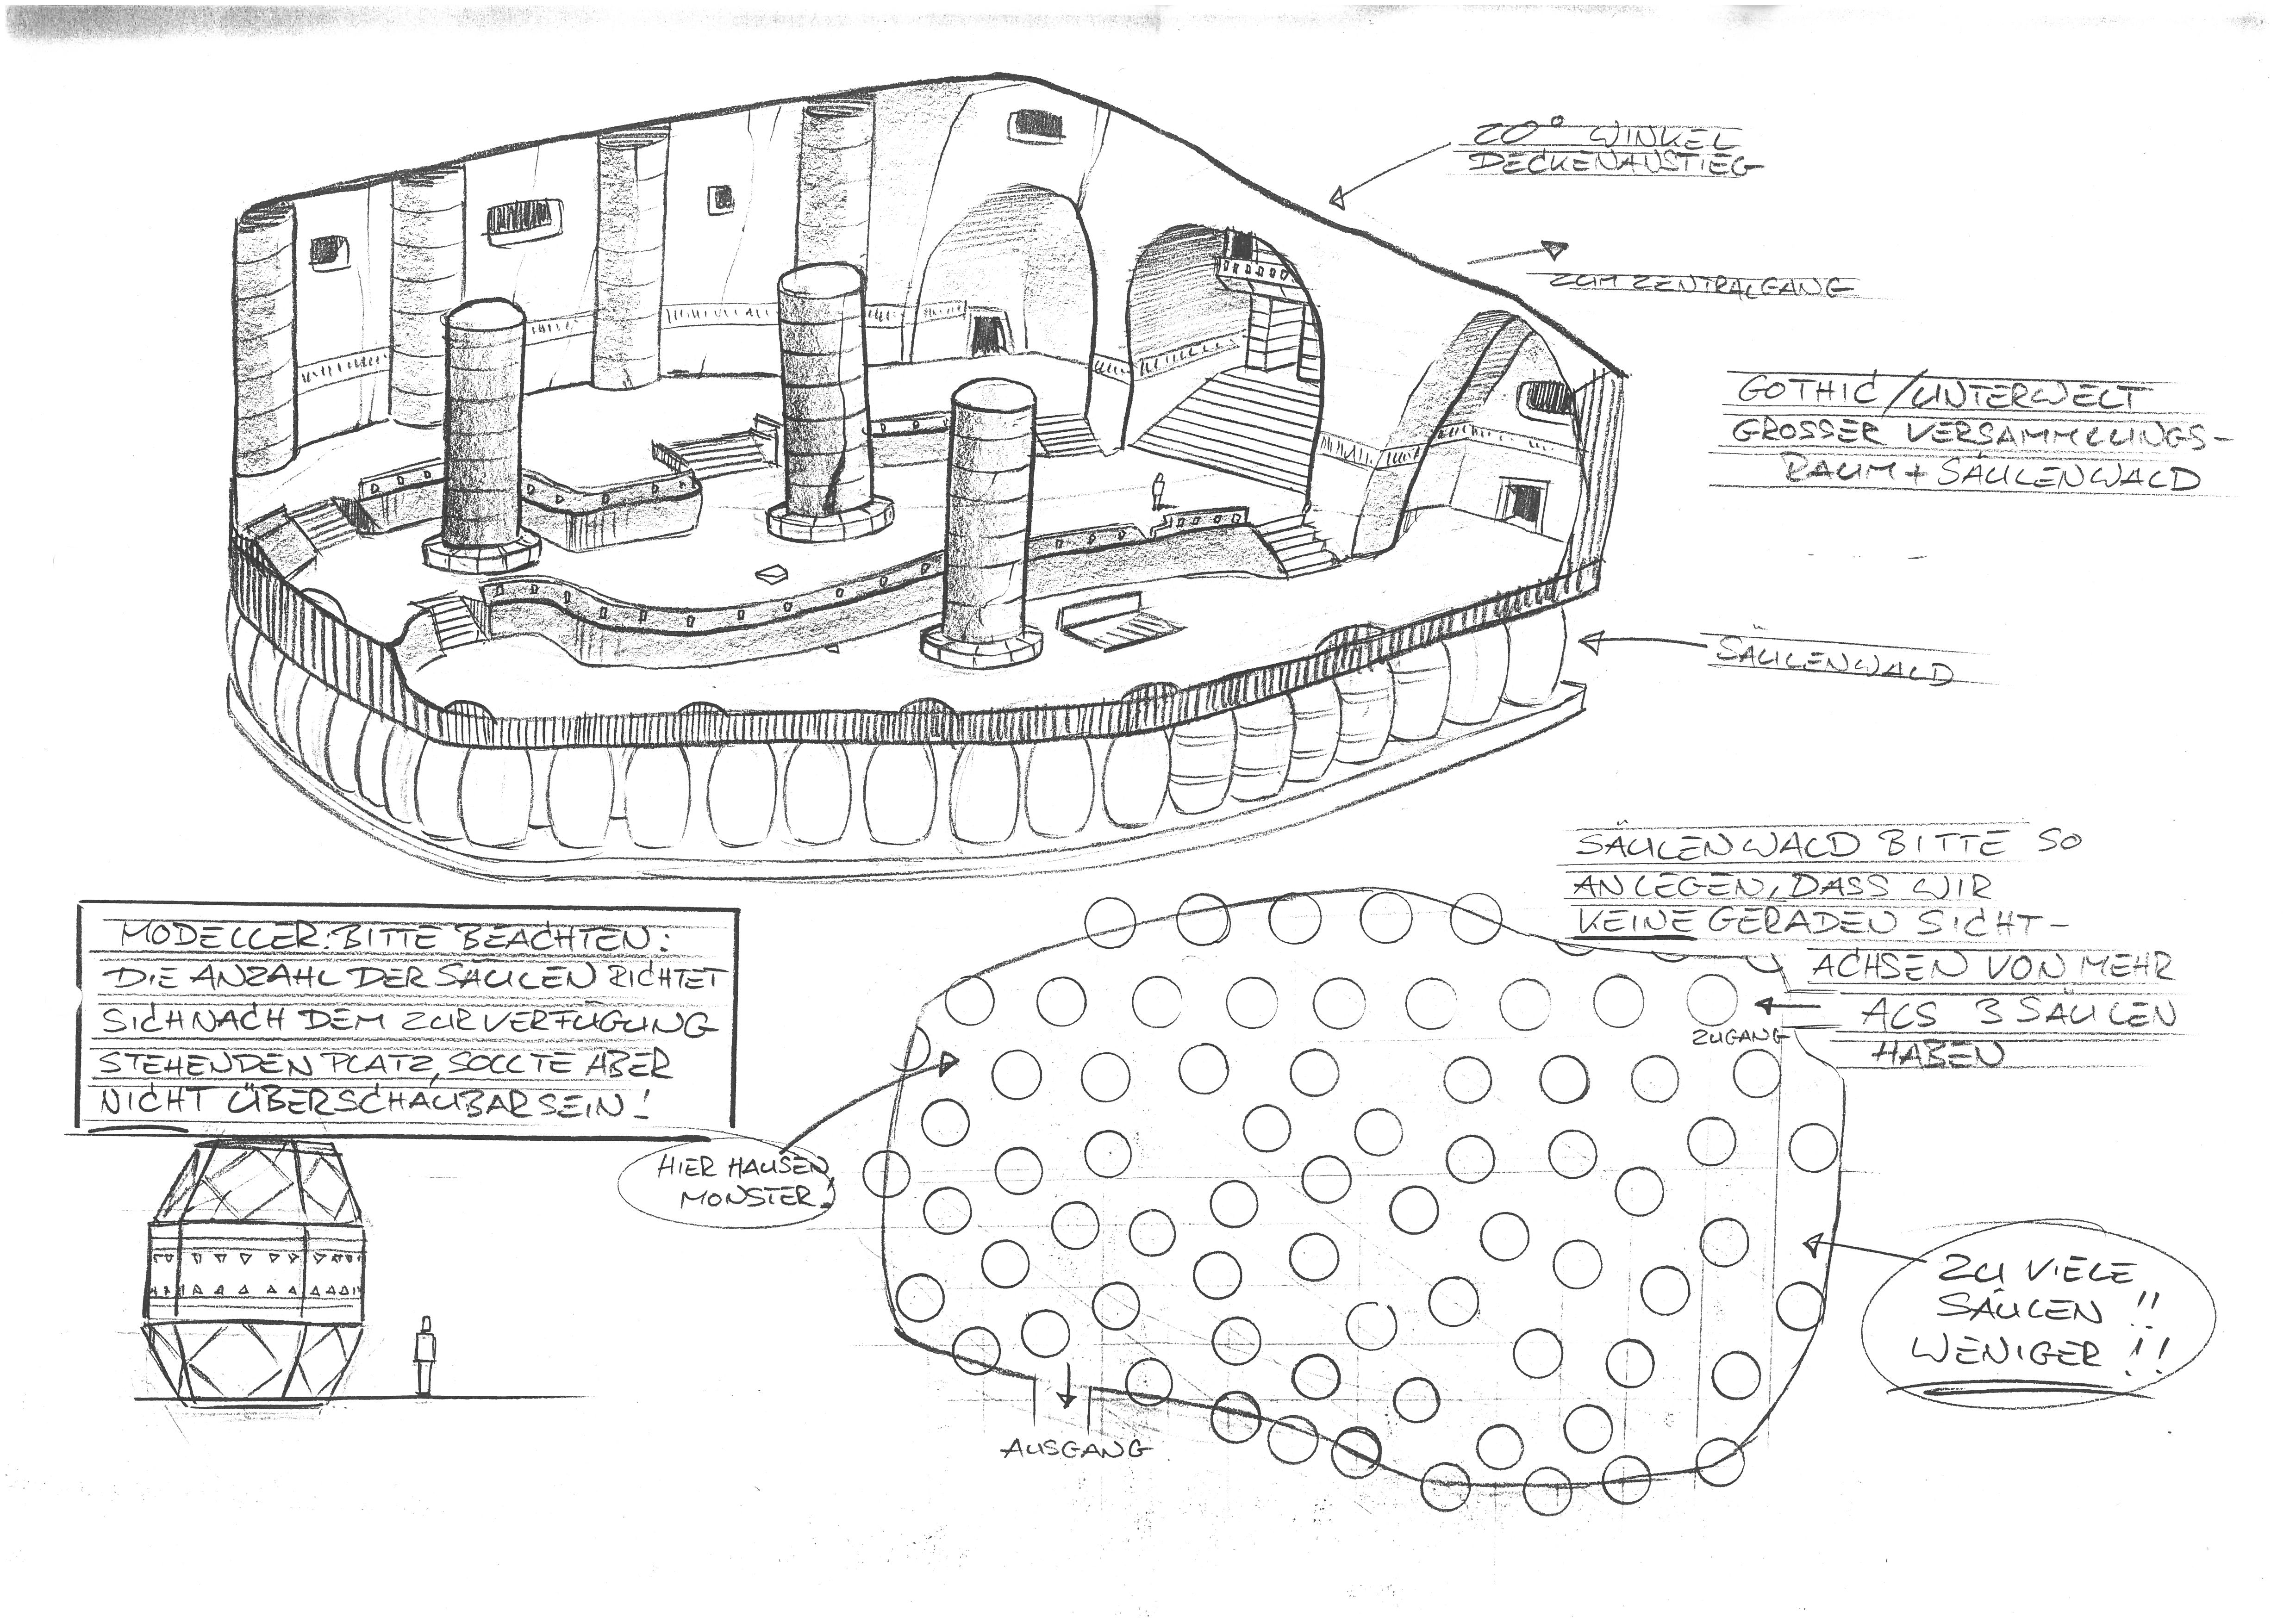 20° WINKEL
DECKENAUSTIEG
ZUM ZENTRALGANG
GOTHIC/UNTERWELT
GROSSER VERSAMMLUNGS-
RAUM + SÄULENWALD
SÄULENWALD
SÄULENWALD BITTE SO
ANLEGEN, DASS WIR
KEINE GERADEN SICHT-
ACHSEN VON MEHR
ALS 3 SÄULEN
HABEN
ZUGANG
MODELLER: BITTE BEACHTEN:
DIE ANZAHL DER SÄULEN RICHTET
SICH NACH DEM ZUR VERFÜGUNG
STEHENDEN PLATZ, SOLLTE ABER
NICHT ÜBERSCHAUBAR SEIN!
HIER HAUSEN
MONSTER!
ZU VIELE
SÄULEN !!
WENIGER !!
AUSGANG